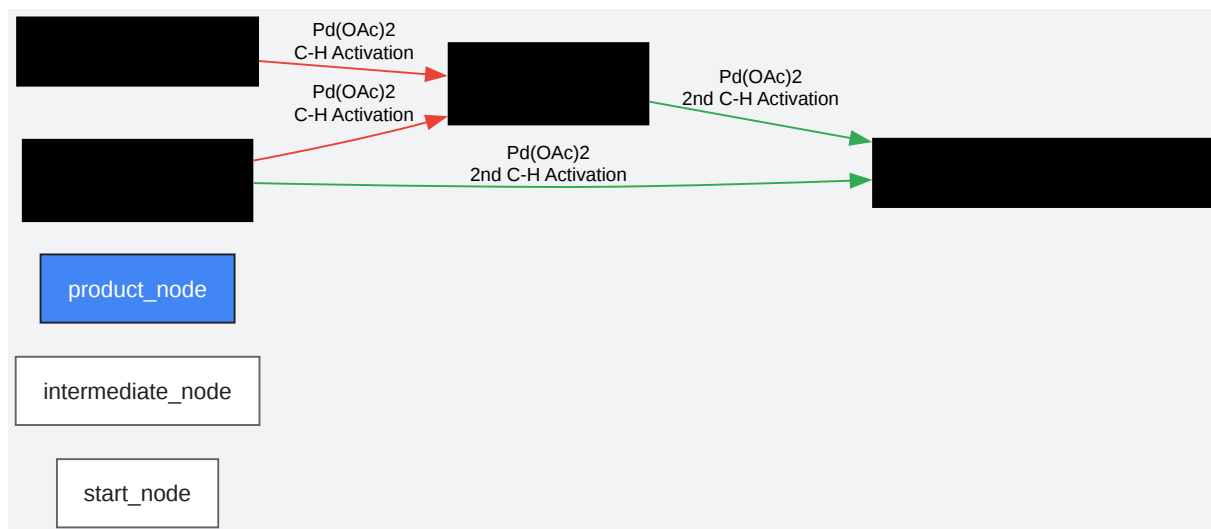 Pd(OAc)2
C-H Activation
Pd(OAc)2
C-H Activation
Pd(OAc)2
2nd C-H Activation
Pd(OAc)2
2nd C-H Activation
product_node
intermediate_node
start_node